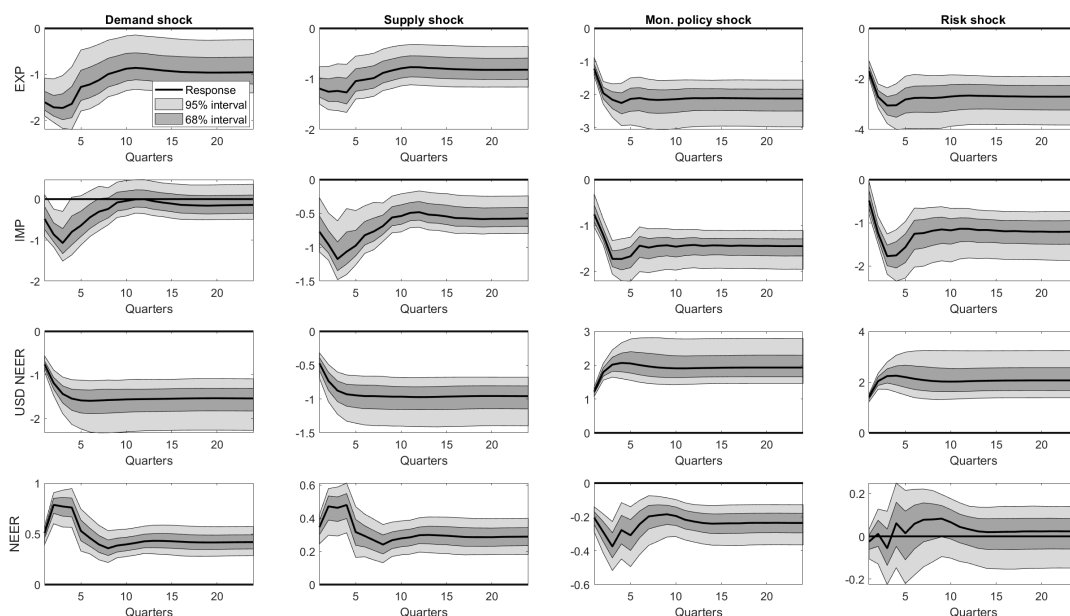 Demand shock Supply shock Mon. policy shock Risk shock
EXP
0
-1
-2
5 10 15 20
Quarters
Response
95% interval
68% interval
0
-1
-2
5 10 15 20
Quarters
0
-1
-2
-3
5 10 15 20
Quarters
0
-2
-4
5 10 15 20
Quarters
IMP
0
-1
-2
5 10 15 20
Quarters
0
-0.5
-1
-1.5
5 10 15 20
Quarters
0
-1
-2
5 10 15 20
Quarters
0
-1
-2
5 10 15 20
Quarters
USD NEER
0
-1
-2
5 10 15 20
Quarters
0
-0.5
-1
-1.5
5 10 15 20
Quarters
3
2
1
0
5 10 15 20
Quarters
4
2
0
5 10 15 20
Quarters
NEER
1
0.5
0
5 10 15 20
Quarters
0.6
0.4
0.2
0
5 10 15 20
Quarters
0
-0.2
-0.4
-0.6
5 10 15 20
Quarters
0.2
0
-0.2
5 10 15 20
Quarters